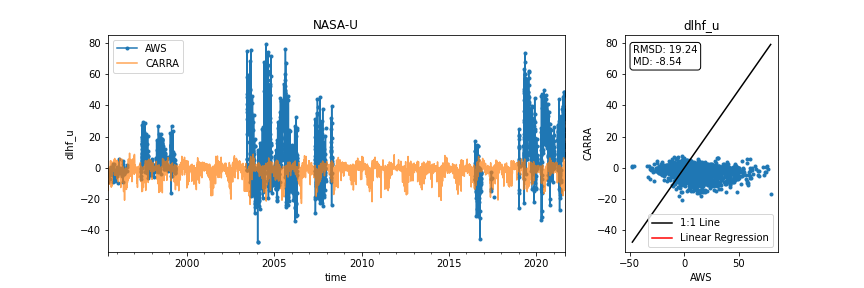 NASA-U
dlhf_u
AWS
CARRA
80
60
40
20
0
−20
−40
dlhf_u
2000
2005
2010
2015
2020
time
RMSD: 19.24
MD: -8.54
80
60
40
20
0
−20
−40
CARRA
1:1 Line
Linear Regression
−50
0
50
AWS